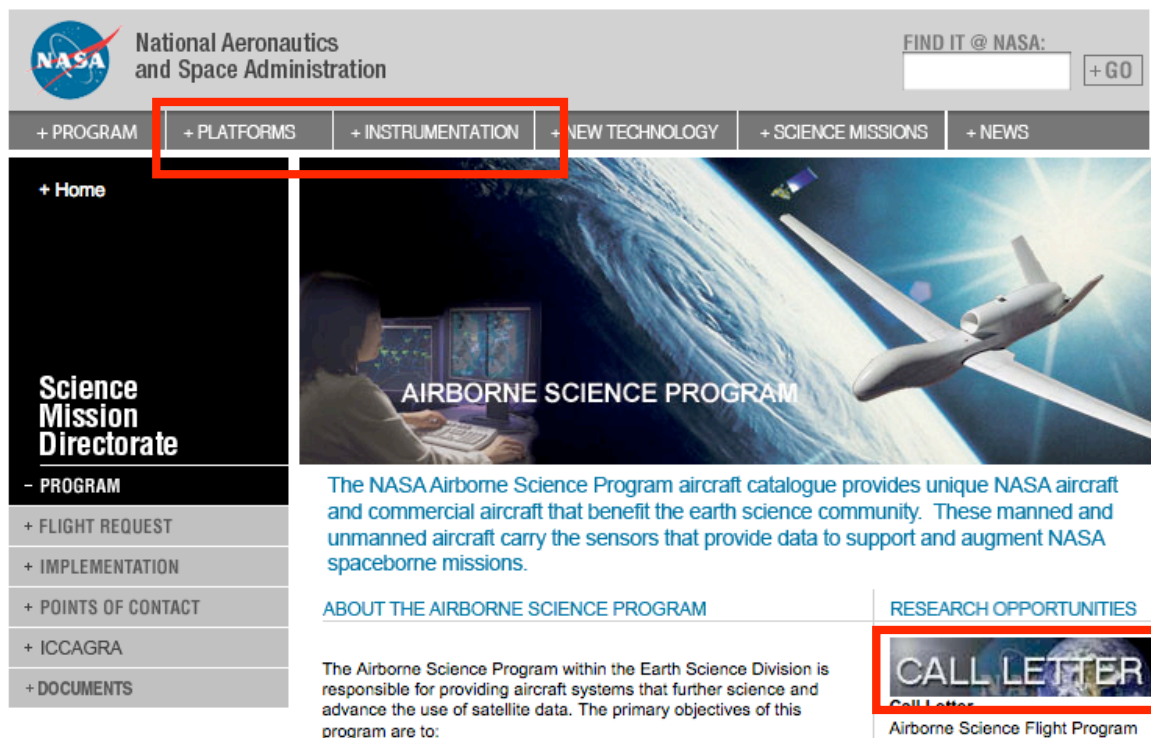 NASA
National Aeronautics
and Space Administration
FIND IT @ NASA:
+ GO
+ PROGRAM
+ PLATFORMS
+ INSTRUMENTATION
+ NEW TECHNOLOGY
+ SCIENCE MISSIONS
+ NEWS
+ Home
Science
Mission
Directorate
– PROGRAM
+ FLIGHT REQUEST
+ IMPLEMENTATION
+ POINTS OF CONTACT
+ ICCAGRA
+ DOCUMENTS
AIRBORNE SCIENCE PROGRAM
The NASA Airborne Science Program aircraft catalogue provides unique NASA aircraft
and commercial aircraft that benefit the earth science community. These manned and
unmanned aircraft carry the sensors that provide data to support and augment NASA
spaceborne missions.
ABOUT THE AIRBORNE SCIENCE PROGRAM
The Airborne Science Program within the Earth Science Division is
responsible for providing aircraft systems that further science and
advance the use of satellite data. The primary objectives of this
program are to:
RESEARCH OPPORTUNITIES
CALL LETTER
Call Letter
Airborne Science Flight Program